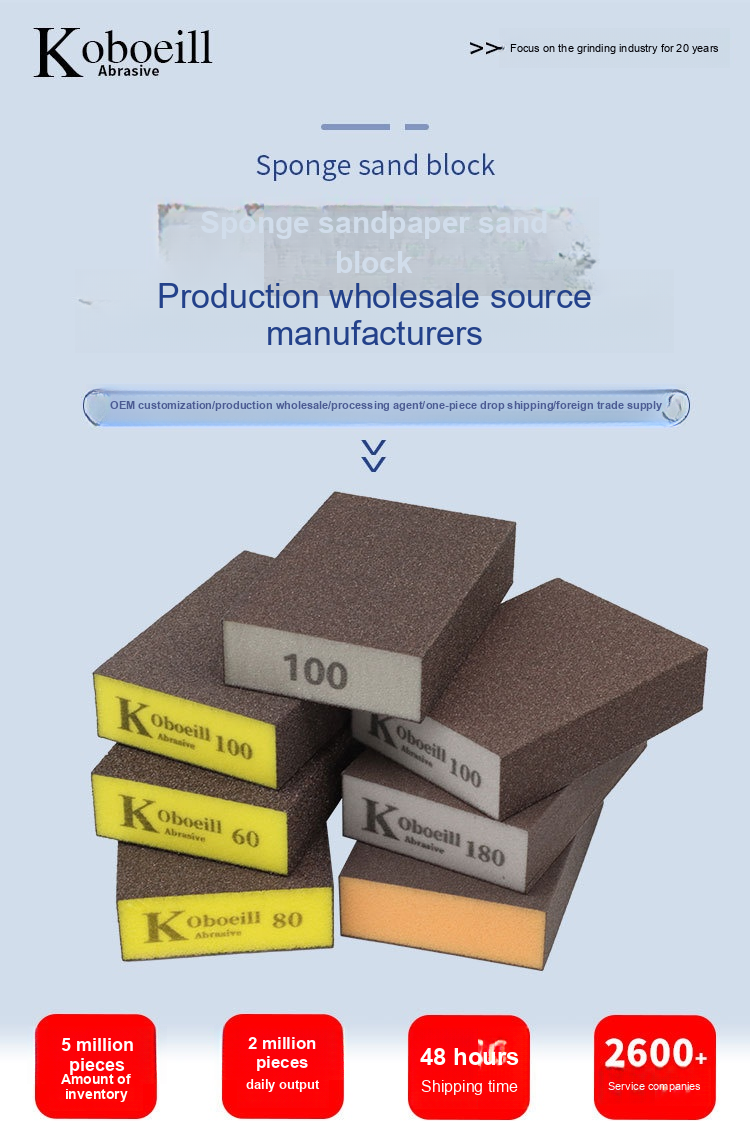 Koboeill
Abrasive
>> Focus on the grinding industry for 20 years
Sponge sand block
Sponge sandpaper sand
block
Production wholesale source
manufacturers
OEM customization/production wholesale/processing agent/one-piece drop shipping/foreign trade supply
100
Koboeill 100
Abrasive
Koboeill 100
Abrasive
Koboeill 60
Abrasive
Koboeill 180
Abrasive
Koboeill 80
Abrasive
5 million
pieces
Amount of
inventory
2 million
pieces
daily output
48 hours
Shipping time
2600+
Service companies